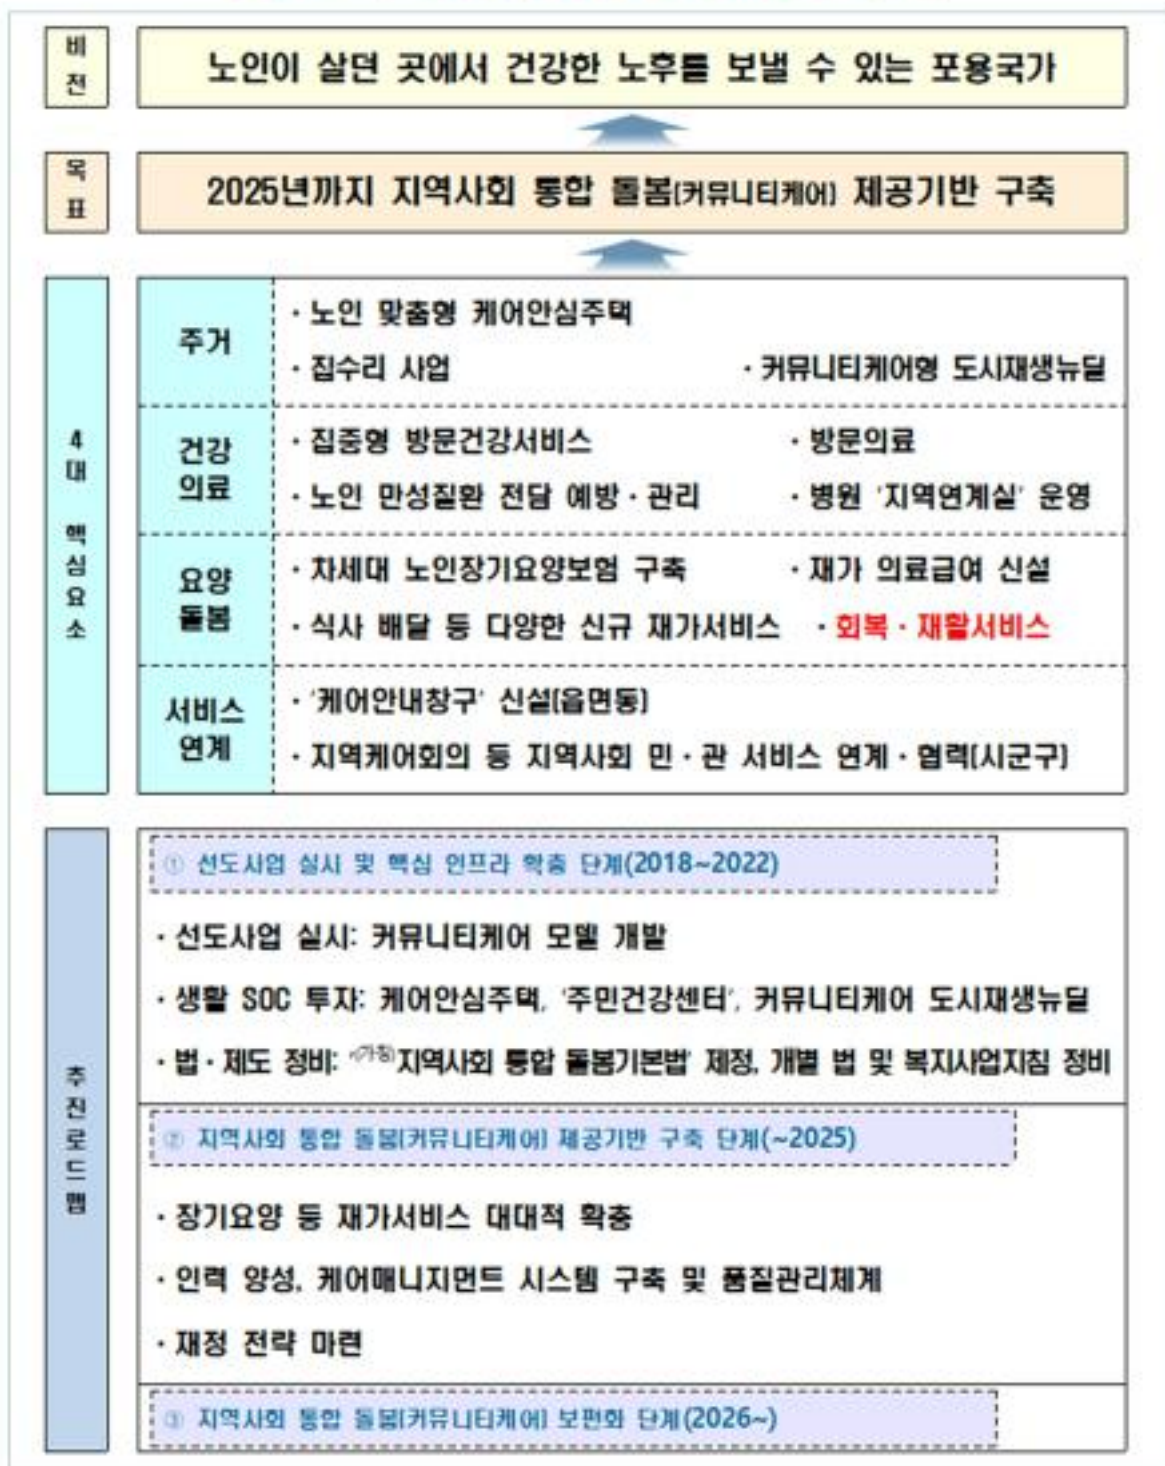 비전
노인이 살던 곳에서 건강한 노후를 보낼 수 있는 포용국가
목표
2025년까지 지역사회 통합 돌봄(커뮤니티케어) 제공기반 구축
4대 핵심요소
주거
· 노인 맞춤형 케어안심주택
· 집수리 사업 · 커뮤니티케어형 도시재생뉴딜
건강
의료
· 집중형 방문건강서비스 · 방문의료
· 노인 만성질환 전담 예방·관리 · 병원 '지역연계실' 운영
요양
돌봄
· 차세대 노인장기요양보험 구축 · 재가 의료급여 신설
· 식사 배달 등 다양한 신규 재가서비스 · 회복·재활서비스
서비스
연계
· '케어안내창구' 신설(읍면동)
· 지역케어회의 등 지역사회 민·관 서비스 연계·협력(시군구)
추진로드맵
① 선도사업 실시 및 핵심 인프라 확충 단계(2018~2022)
· 선도사업 실시: 커뮤니티케어 모델 개발
· 생활 SOC 투자: 케어안심주택, '주민건강센터', 커뮤니티케어 도시재생뉴딜
· 법·제도 정비: '(가칭)지역사회 통합 돌봄기본법' 제정, 개별 법 및 복지사업지침 정비
② 지역사회 통합 돌봄(커뮤니티케어) 제공기반 구축 단계(~2025)
· 장기요양 등 재가서비스 대대적 확충
· 인력 양성, 케어매니지먼트 시스템 구축 및 품질관리체계
· 재정 전략 마련
③ 지역사회 통합 돌봄(커뮤니티케어) 보편화 단계(2026~)